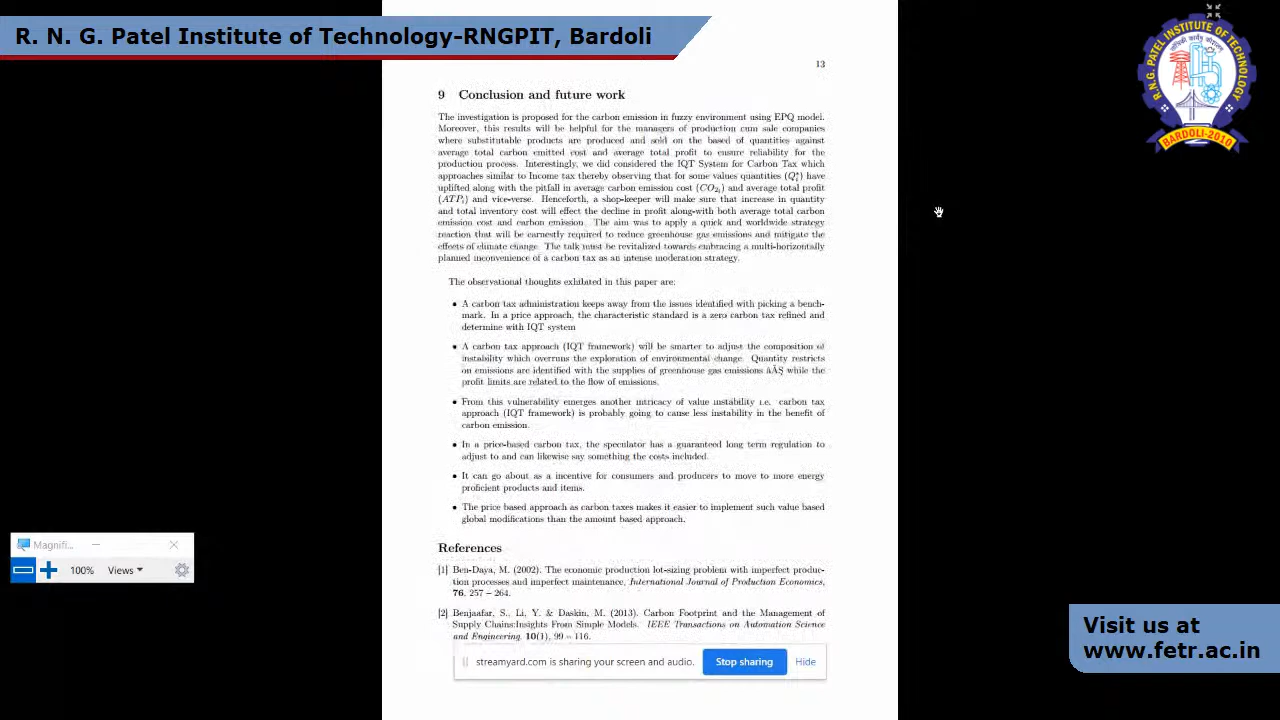 R. N. G. Patel Institute of Technology-RNGPIT, Bardoli
R.N.G. PATEL INSTITUTE OF TECHNOLOGY
BARDOLI-2010
13
9 Conclusion and future work
The investigation is proposed for the carbon emission in fuzzy environment using EPQ model.
Moreover, this results will be helpful for the managers of production cum sale companies
where substitutable products are produced and sold on the based of quantities against
average total carbon emitted cost and average total profit to ensure reliability for the
production process. Interestingly, we did considered the IQT System for Carbon Tax which
approaches similar to Income tax thereby observing that for some values quantities (Q*i) have
uplifted along with the pitfall in average carbon emission cost (CO2i) and average total profit
(ATPi) and vice-verse. Henceforth, a shop-keeper will make sure that increase in quantity
and total inventory cost will effect the decline in profit along-with both average total carbon
emission cost and carbon emission. The aim was to apply a quick and worldwide strategy
reaction that will be earnestly required to reduce greenhouse gas emissions and mitigate the
effects of climate change. The talk must be revitalized towards embracing a multi-horizontally
planned inconvenience of a carbon tax as an intense moderation strategy.
The observational thoughts exhibited in this paper are:
• A carbon tax administration keeps away from the issues identified with picking a bench-
mark. In a price approach, the characteristic standard is a zero carbon tax refined and
determine with IQT system
• A carbon tax approach (IQT framework) will be smarter to adjust the composition of
instability which overruns the exploration of environmental change. Quantity restricts
on emissions are identified with the supplies of greenhouse gas emissions âĂŞ while the
profit limits are related to the flow of emissions.
• From this vulnerability emerges another intricacy of value instability i.e. carbon tax
approach (IQT framework) is probably going to cause less instability in the benefit of
carbon emission.
• In a price-based carbon tax, the speculator has a guaranteed long term regulation to
adjust to and can likewise say something the costs included.
• It can go about as a incentive for consumers and producers to move to more energy
proficient products and items.
• The price based approach as carbon taxes makes it easier to implement such value based
global modifications than the amount based approach.
References
[1] Ben-Daya, M. (2002). The economic production lot-sizing problem with imperfect produc-
tion processes and imperfect maintenance, International Journal of Production Economics,
76, 257 − 264.
[2] Benjaafar, S., Li, Y. & Daskin, M. (2013). Carbon Footprint and the Management of
Supply Chains:Insights From Simple Models. IEEE Transactions on Automation Science
and Engineering, 10(1), 99 − 116.
Magnifi...
100% Views
streamyard.com is sharing your screen and audio. Stop sharing Hide
Visit us at
www.fetr.ac.in